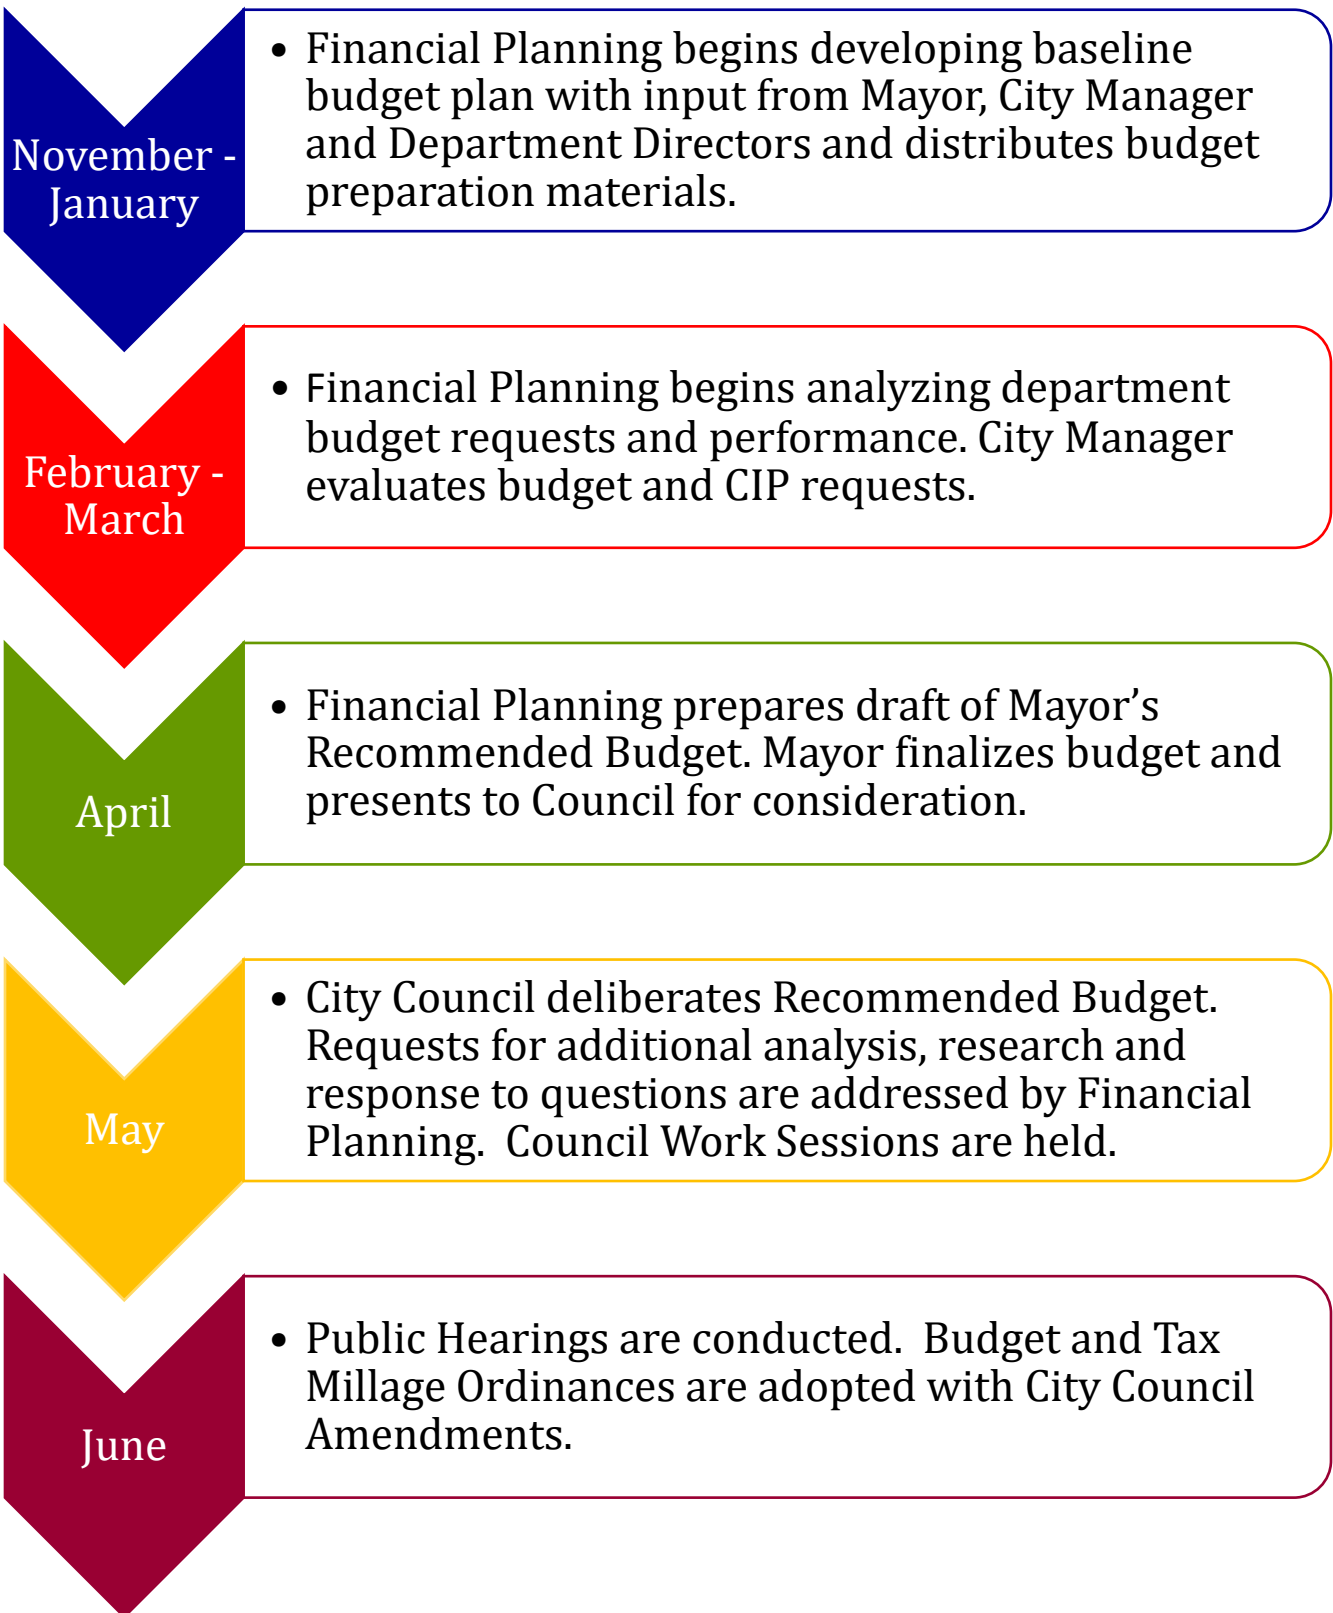 November -
January
• Financial Planning begins developing baseline
budget plan with input from Mayor, City Manager
and Department Directors and distributes budget
preparation materials.
February -
March
• Financial Planning begins analyzing department
budget requests and performance. City Manager
evaluates budget and CIP requests.
April
• Financial Planning prepares draft of Mayor’s
Recommended Budget. Mayor finalizes budget and
presents to Council for consideration.
May
• City Council deliberates Recommended Budget.
Requests for additional analysis, research and
response to questions are addressed by Financial
Planning.  Council Work Sessions are held.
June
• Public Hearings are conducted.  Budget and Tax
Millage Ordinances are adopted with City Council
Amendments.